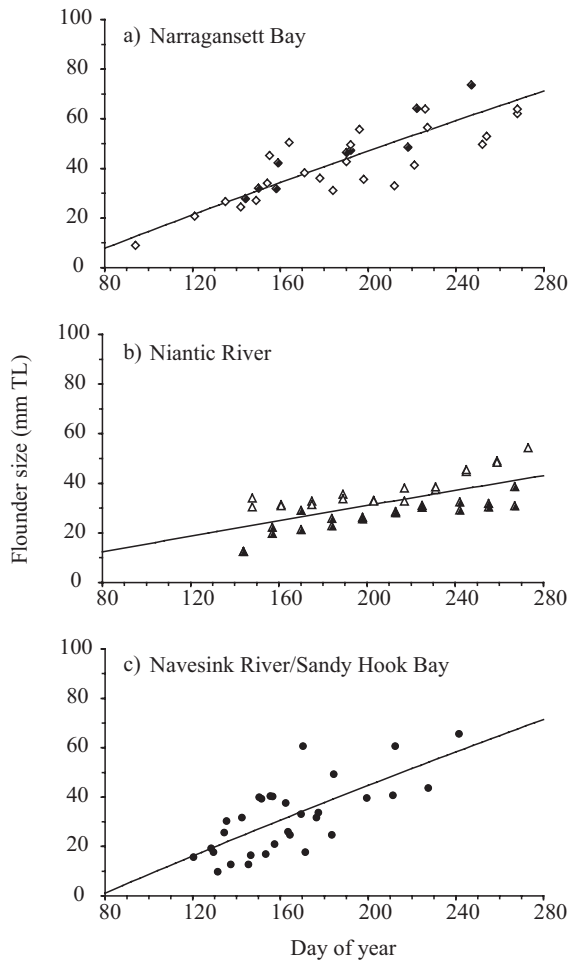 a) Narragansett Bay
100
80
60
40
20
0
80 120 160 200 240 280
b) Niantic River
100
80
60
40
20
0
80 120 160 200 240 280
Flounder size (mm TL)
c) Navesink River/Sandy Hook Bay
100
80
60
40
20
0
80 120 160 200 240 280
Day of year